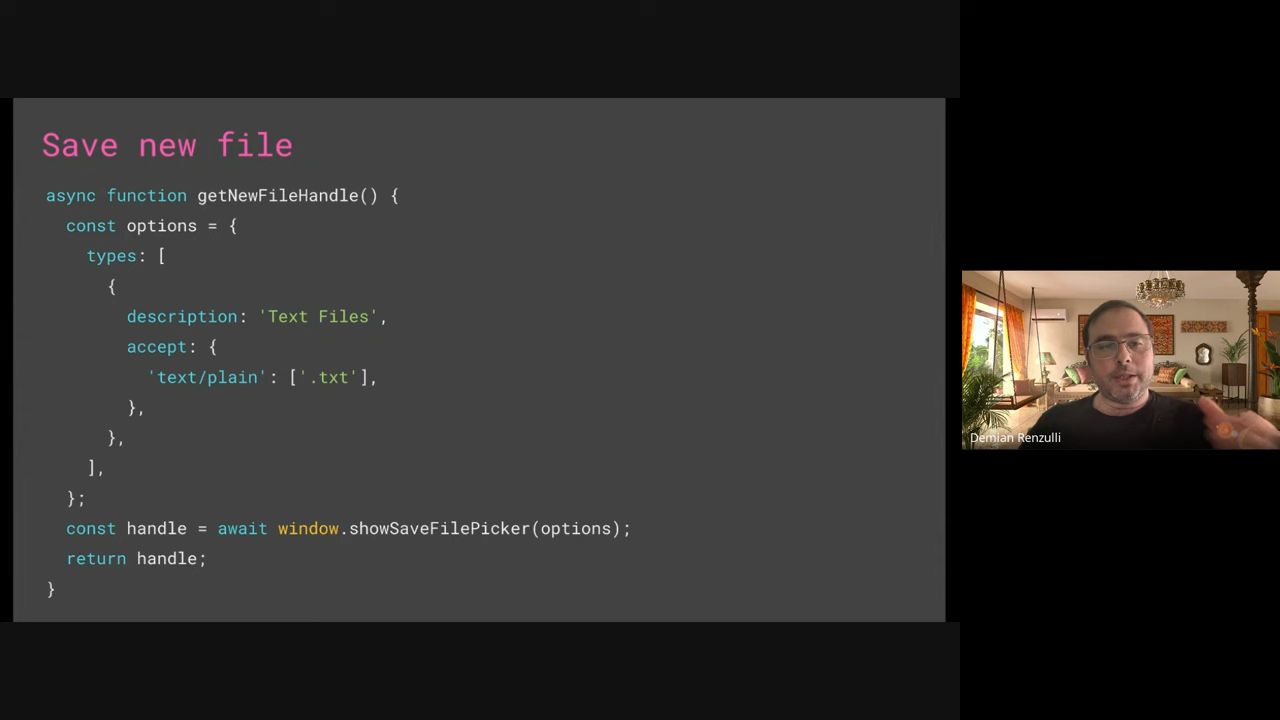 Save new file
async function getNewFileHandle() {
  const options = {
    types: [
      {
        description: 'Text Files',
        accept: {
          'text/plain': ['.txt'],
        },
      },
    ],
  };
  const handle = await window.showSaveFilePicker(options);
  return handle;
}
Demian Renzulli